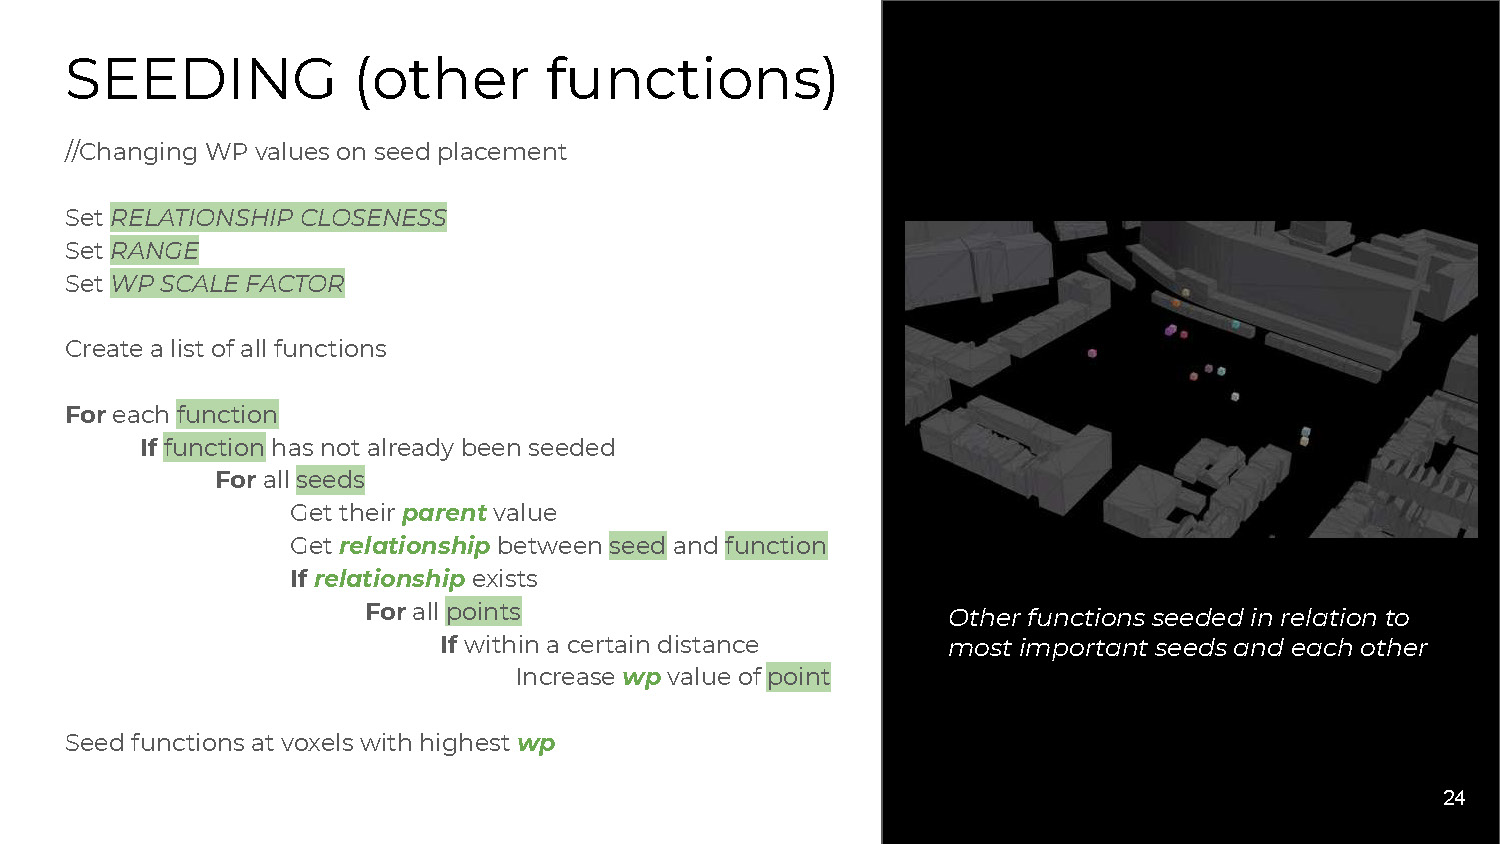 SEEDING (other functions)
//Changing WP values on seed placement
Set RELATIONSHIP CLOSENESS
Set RANGE
Set WP SCALE FACTOR
Create a list of all functions
For each function
If function has not already been seeded
For all seeds
Get their parent value
Get relationship between seed and function
If relationship exists
For all points
If within a certain distance
Increase wp value of point
Seed functions at voxels with highest wp
Other functions seeded in relation to
most important seeds and each other
24